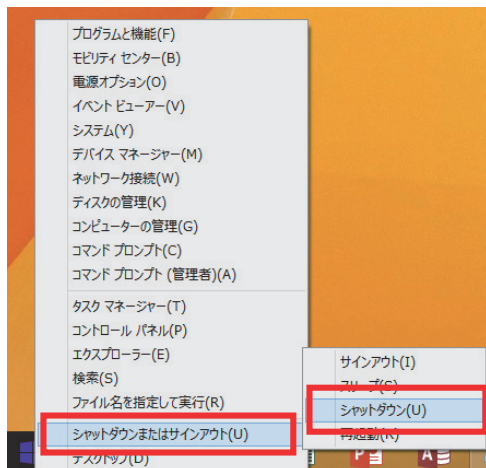 プログラムと機能(F)
モビリティ センター(B)
電源オプション(O)
イベント ビューアー(V)
システム(Y)
デバイス マネージャー(M)
ネットワーク接続(W)
ディスクの管理(K)
コンピューターの管理(G)
コマンド プロンプト(C)
コマンド プロンプト (管理者)(A)
タスク マネージャー(T)
コントロール パネル(P)
エクスプローラー(E)
検索(S)
ファイル名を指定して実行(R)
シャットダウンまたはサインアウト(U)
デスクトップ(D)
サインアウト(I)
スリープ(S)
シャットダウン(U)
再起動(R)
P
A